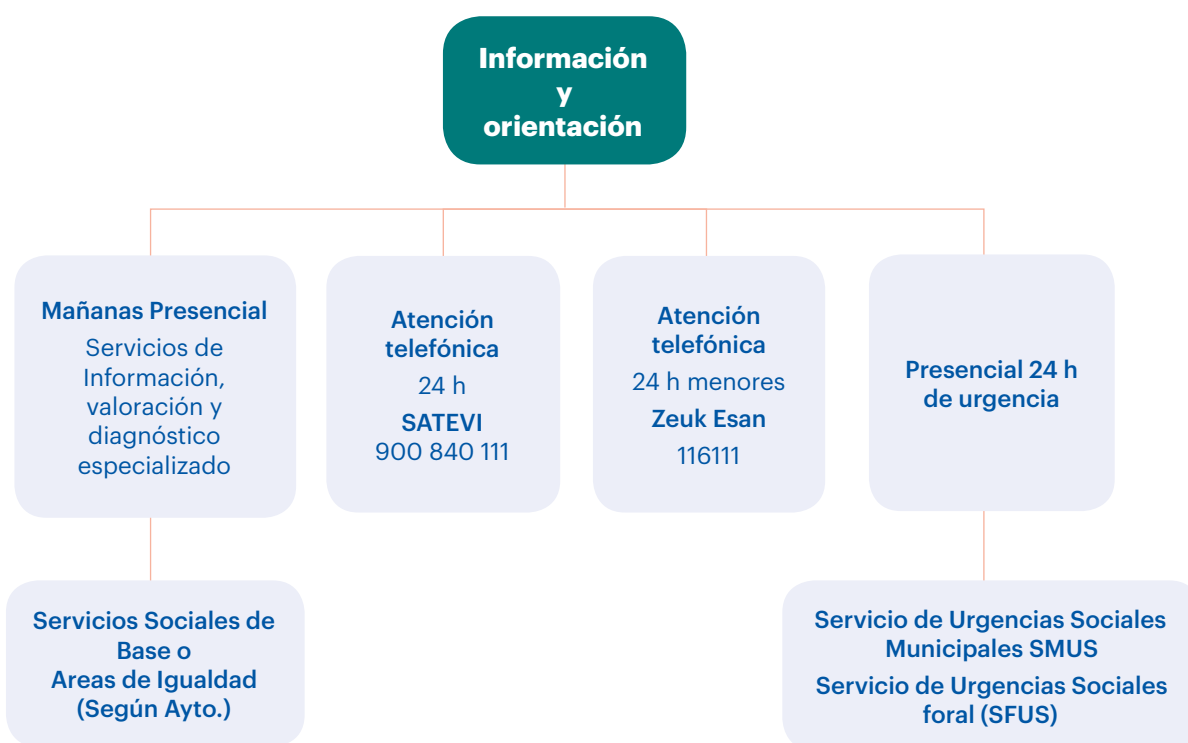 Información
y
orientación
Mañanas Presencial
Servicios de
Información,
valoración y
diagnóstico
especializado
Atención
telefónica
24 h
SATEVI
900 840 111
Atención
telefónica
24 h menores
Zeuk Esan
116111
Presencial 24 h
de urgencia
Servicios Sociales de
Base o
Areas de Igualdad
(Según Ayto.)
Servicio de Urgencias Sociales
Municipales SMUS
Servicio de Urgencias Sociales
foral (SFUS)